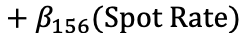 + β₁₅₆(Spot Rate)